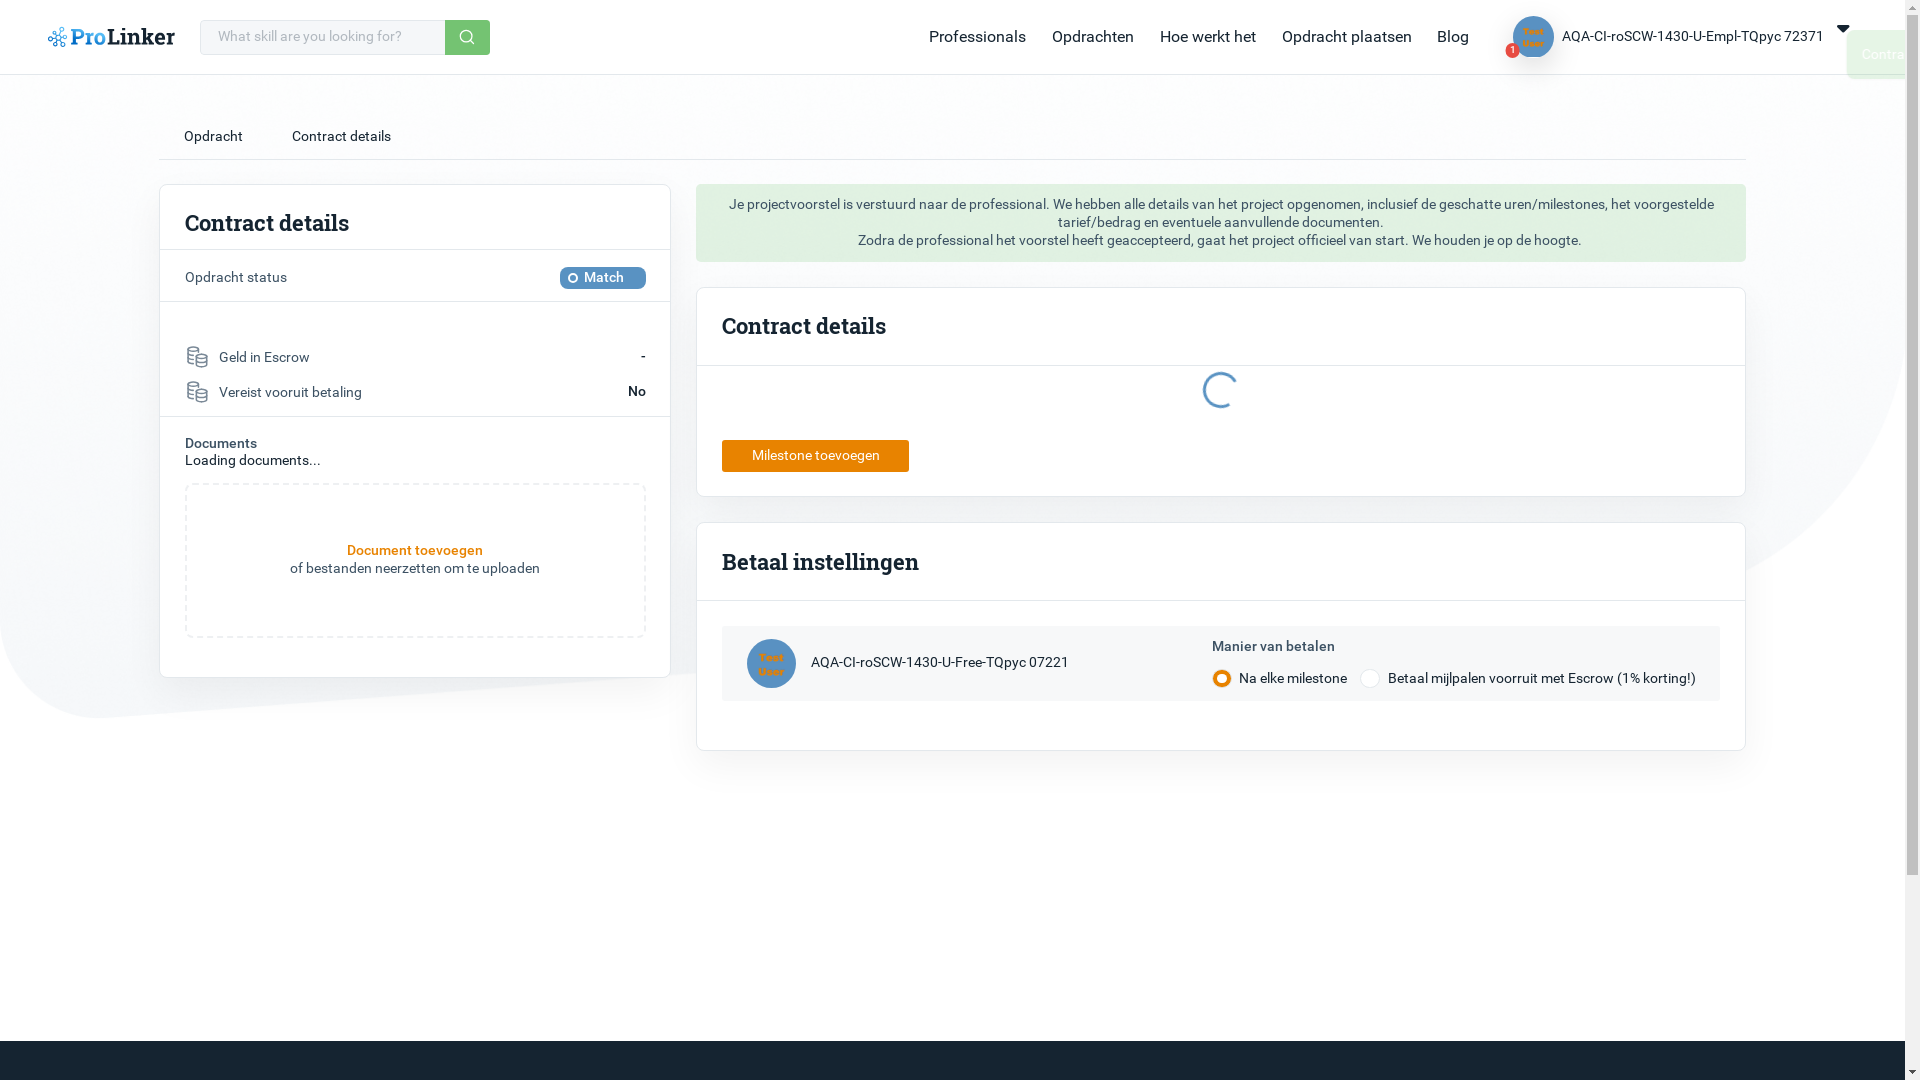 ProLinker
What skill are you looking for?
Professionals
Opdrachten
Hoe werkt het
Opdracht plaatsen
Blog
Test
User
1
AQA-CI-roSCW-1430-U-Empl-TQpyc 72371
Contra
Opdracht
Contract details
Contract details
Opdracht status
Match
Geld in Escrow
-
Vereist vooruit betaling
No
Documents
Loading documents...
Document toevoegen
of bestanden neerzetten om te uploaden
Je projectvoorstel is verstuurd naar de professional. We hebben alle details van het project opgenomen, inclusief de geschatte uren/milestones, het voorgestelde
tarief/bedrag en eventuele aanvullende documenten.
Zodra de professional het voorstel heeft geaccepteerd, gaat het project officieel van start. We houden je op de hoogte.
Contract details
Milestone toevoegen
Betaal instellingen
Test
User
AQA-CI-roSCW-1430-U-Free-TQpyc 07221
Manier van betalen
Na elke milestone
Betaal mijlpalen voorruit met Escrow (1% korting!)